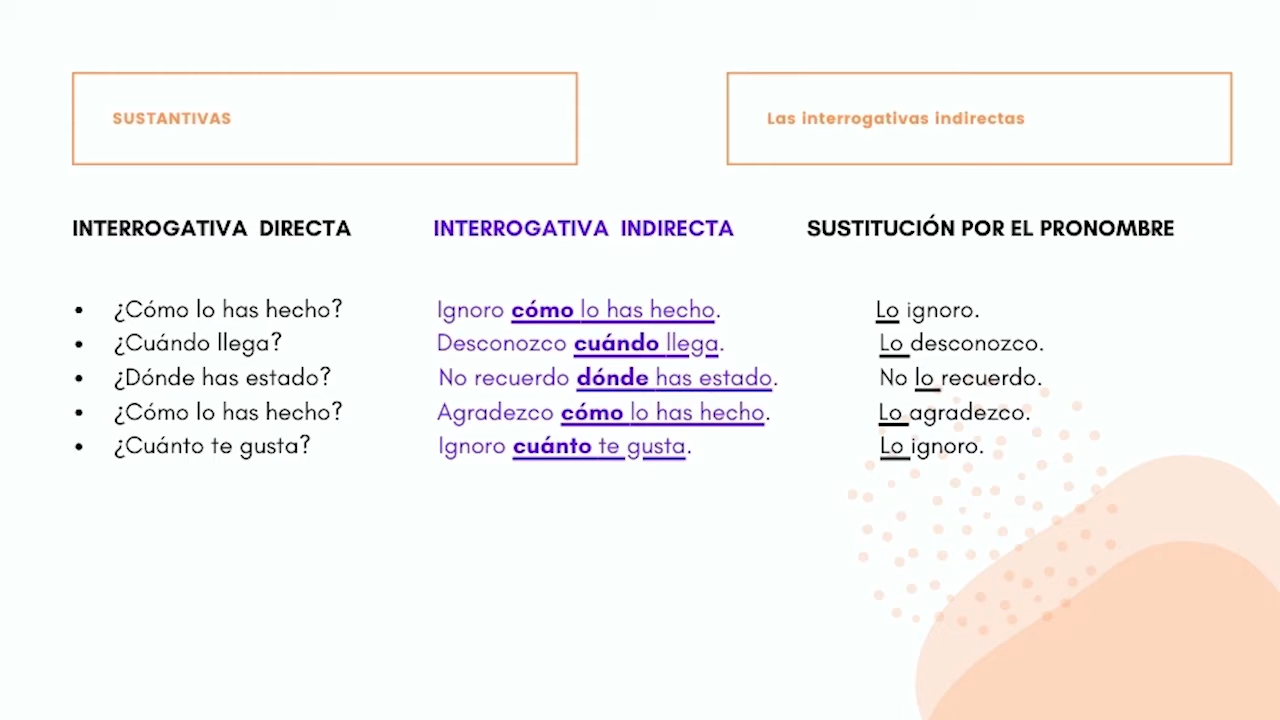 SUSTANTIVAS
Las interrogativas indirectas
INTERROGATIVA DIRECTA
INTERROGATIVA INDIRECTA
SUSTITUCIÓN POR EL PRONOMBRE
• ¿Cómo lo has hecho? Ignoro cómo lo has hecho. Lo ignoro.
• ¿Cuándo llega? Desconozco cuándo llega. Lo desconozco.
• ¿Dónde has estado? No recuerdo dónde has estado. No lo recuerdo.
• ¿Cómo lo has hecho? Agradezco cómo lo has hecho. Lo agradezco.
• ¿Cuánto te gusta? Ignoro cuánto te gusta. Lo ignoro.